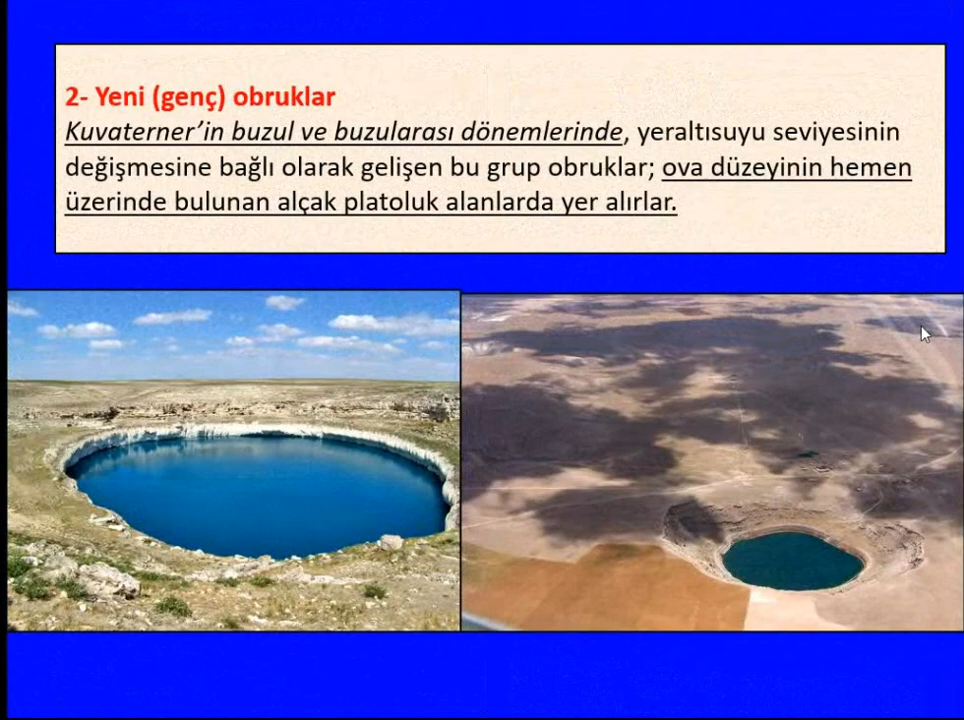 2- Yeni (genç) obruklar
Kuvaterner’in buzul ve buzularası dönemlerinde, yeraltısuyu seviyesinin
değişmesine bağlı olarak gelişen bu grup obruklar; ova düzeyinin hemen
üzerinde bulunan alçak platoluk alanlarda yer alırlar.